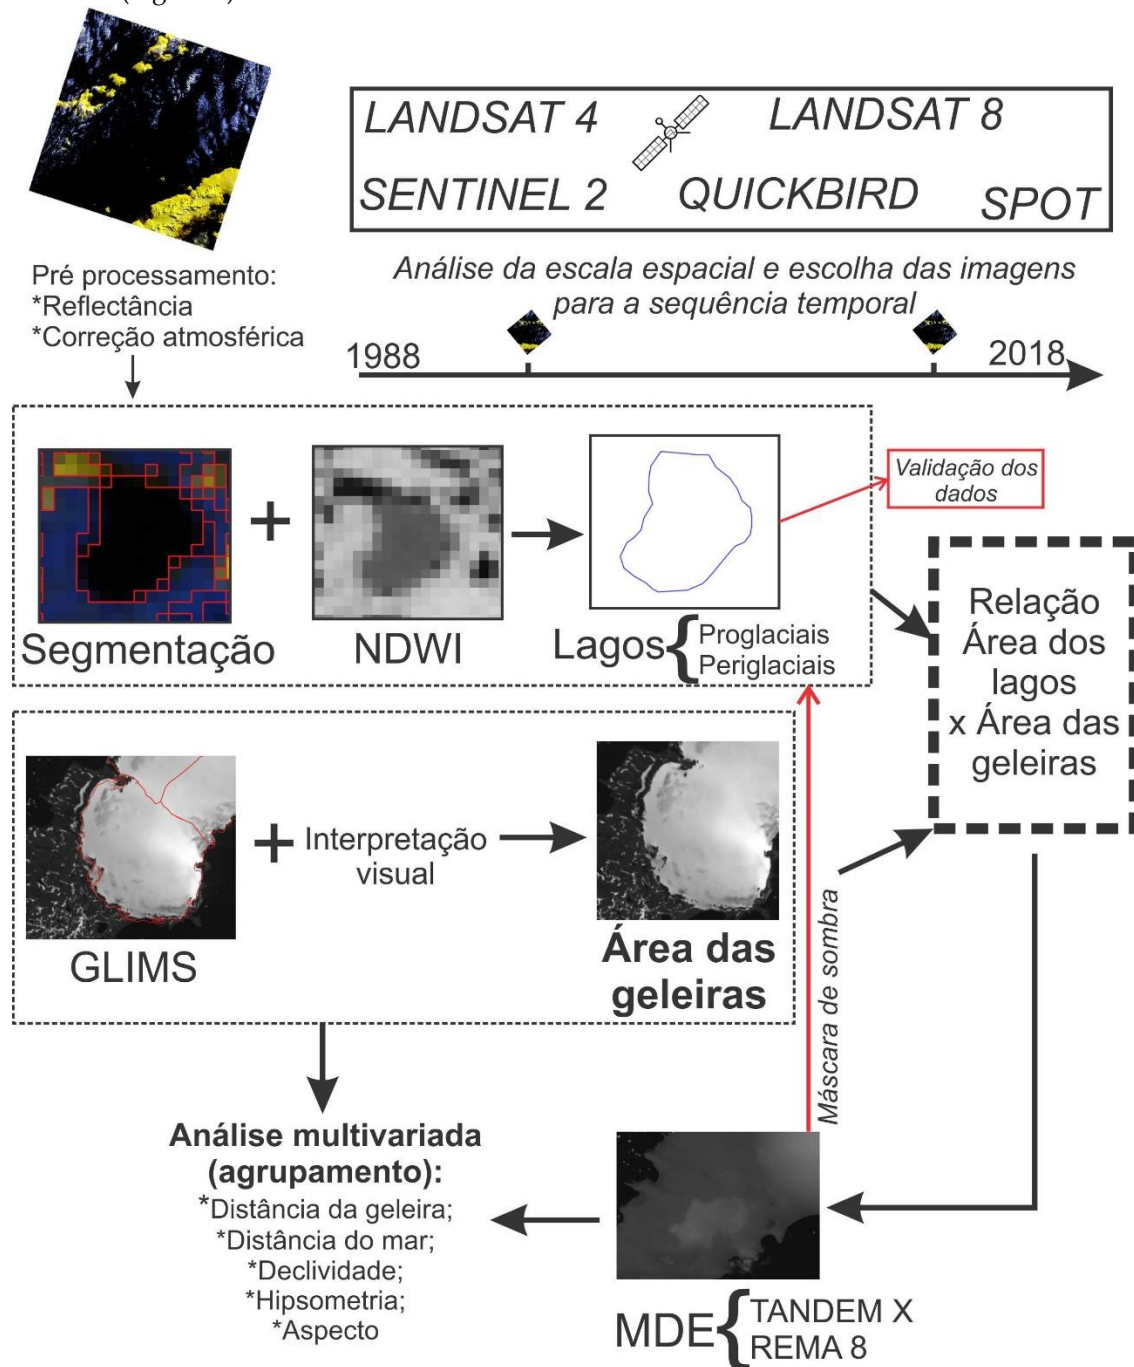 LANDSAT 4
LANDSAT 8
SENTINEL 2
QUICKBIRD
SPOT
Pré processamento:
*Reflectância
*Correção atmosférica
Análise da escala espacial e escolha das imagens
para a sequência temporal
1988
2018
Segmentação
+
NDWI
Lagos { Proglaciais
Periglaciais
Validação dos
dados
Relação
Área dos
lagos
x Área das
geleiras
GLIMS
+
Interpretação
visual
Área das
geleiras
Máscara de sombra
Análise multivariada
(agrupamento):
*Distância da geleira;
*Distância do mar;
*Declividade;
*Hipsometria;
*Aspecto
MDE { TANDEM X
REMA 8